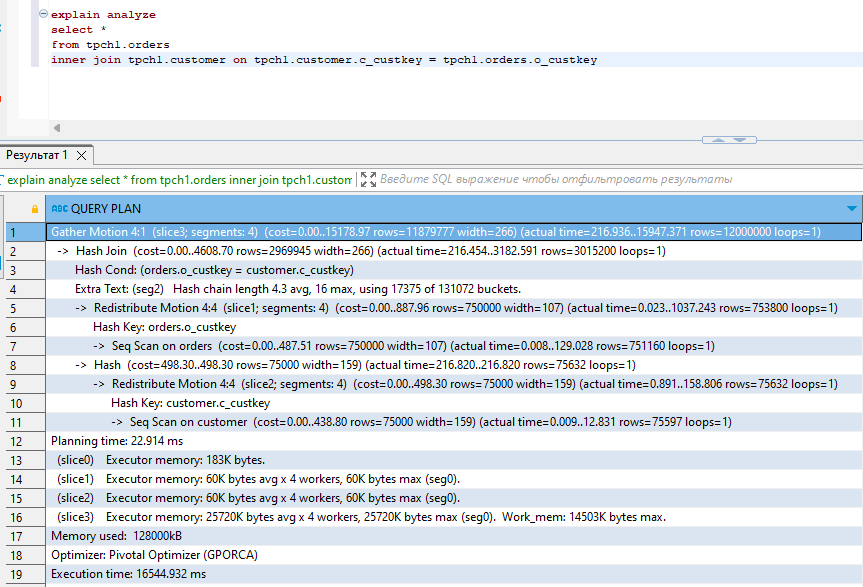 explain analyze
select *
from tpch1.orders
inner join tpch1.customer on tpch1.customer.c_custkey = tpch1.orders.o_custkey
Результат 1
explain analyze select * from tpch1.orders inner join tpch1.custom
Введите SQL выражение чтобы отфильтровать результаты
ABC QUERY PLAN
1 Gather Motion 4:1 (slice3; segments: 4) (cost=0.00..15178.97 rows=11879777 width=266) (actual time=216.936..15947.371 rows=12000000 loops=1)
2 -> Hash Join (cost=0.00..4608.70 rows=2969945 width=266) (actual time=216.454..3182.591 rows=3015200 loops=1)
3 Hash Cond: (orders.o_custkey = customer.c_custkey)
4 Extra Text: (seg2) Hash chain length 4.3 avg, 16 max, using 17375 of 131072 buckets.
5 -> Redistribute Motion 4:4 (slice1; segments: 4) (cost=0.00..887.96 rows=750000 width=107) (actual time=0.023..1037.243 rows=753800 loops=1)
6 Hash Key: orders.o_custkey
7 -> Seq Scan on orders (cost=0.00..487.51 rows=750000 width=107) (actual time=0.008..129.028 rows=751160 loops=1)
8 -> Hash (cost=498.30..498.30 rows=75000 width=159) (actual time=216.820..216.820 rows=75632 loops=1)
9 -> Redistribute Motion 4:4 (slice2; segments: 4) (cost=0.00..498.30 rows=75000 width=159) (actual time=0.891..158.806 rows=75632 loops=1)
10 Hash Key: customer.c_custkey
11 -> Seq Scan on customer (cost=0.00..438.80 rows=75000 width=159) (actual time=0.009..12.831 rows=75597 loops=1)
12 Planning time: 22.914 ms
13 (slice0) Executor memory: 183K bytes.
14 (slice1) Executor memory: 60K bytes avg x 4 workers, 60K bytes max (seg0).
15 (slice2) Executor memory: 60K bytes avg x 4 workers, 60K bytes max (seg0).
16 (slice3) Executor memory: 25720K bytes avg x 4 workers, 25720K bytes max (seg0). Work_mem: 14503K bytes max.
17 Memory used: 128000kB
18 Optimizer: Pivotal Optimizer (GPORCA)
19 Execution time: 16544.932 ms